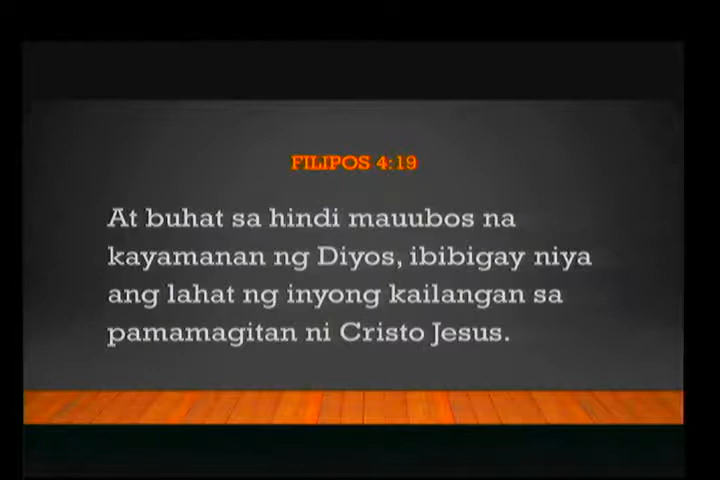 FILIPOS 4:19
At buhat sa hindi mauubos na
kayamanan ng Diyos, ibibigay niya
ang lahat ng inyong kailangan sa
pamamagitan ni Cristo Jesus.